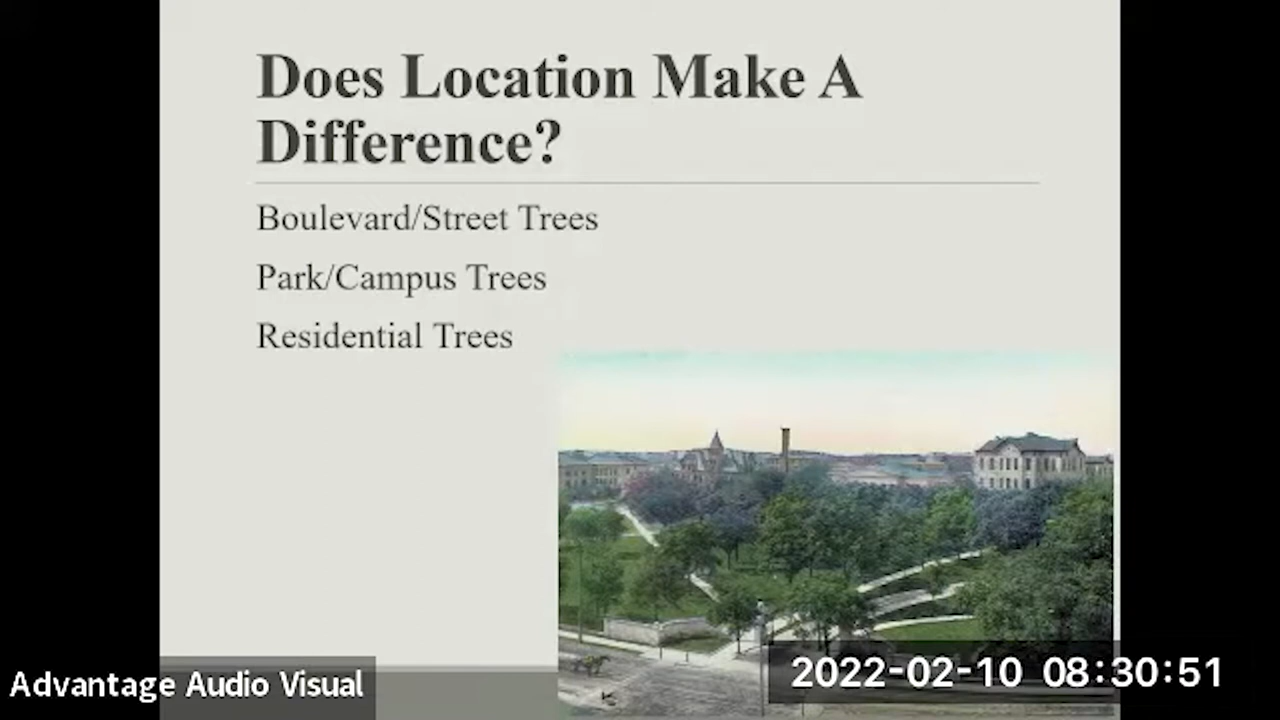 Does Location Make A
Difference?
Boulevard/Street Trees
Park/Campus Trees
Residential Trees
Advantage Audio Visual
2022-02-10 08:30:51